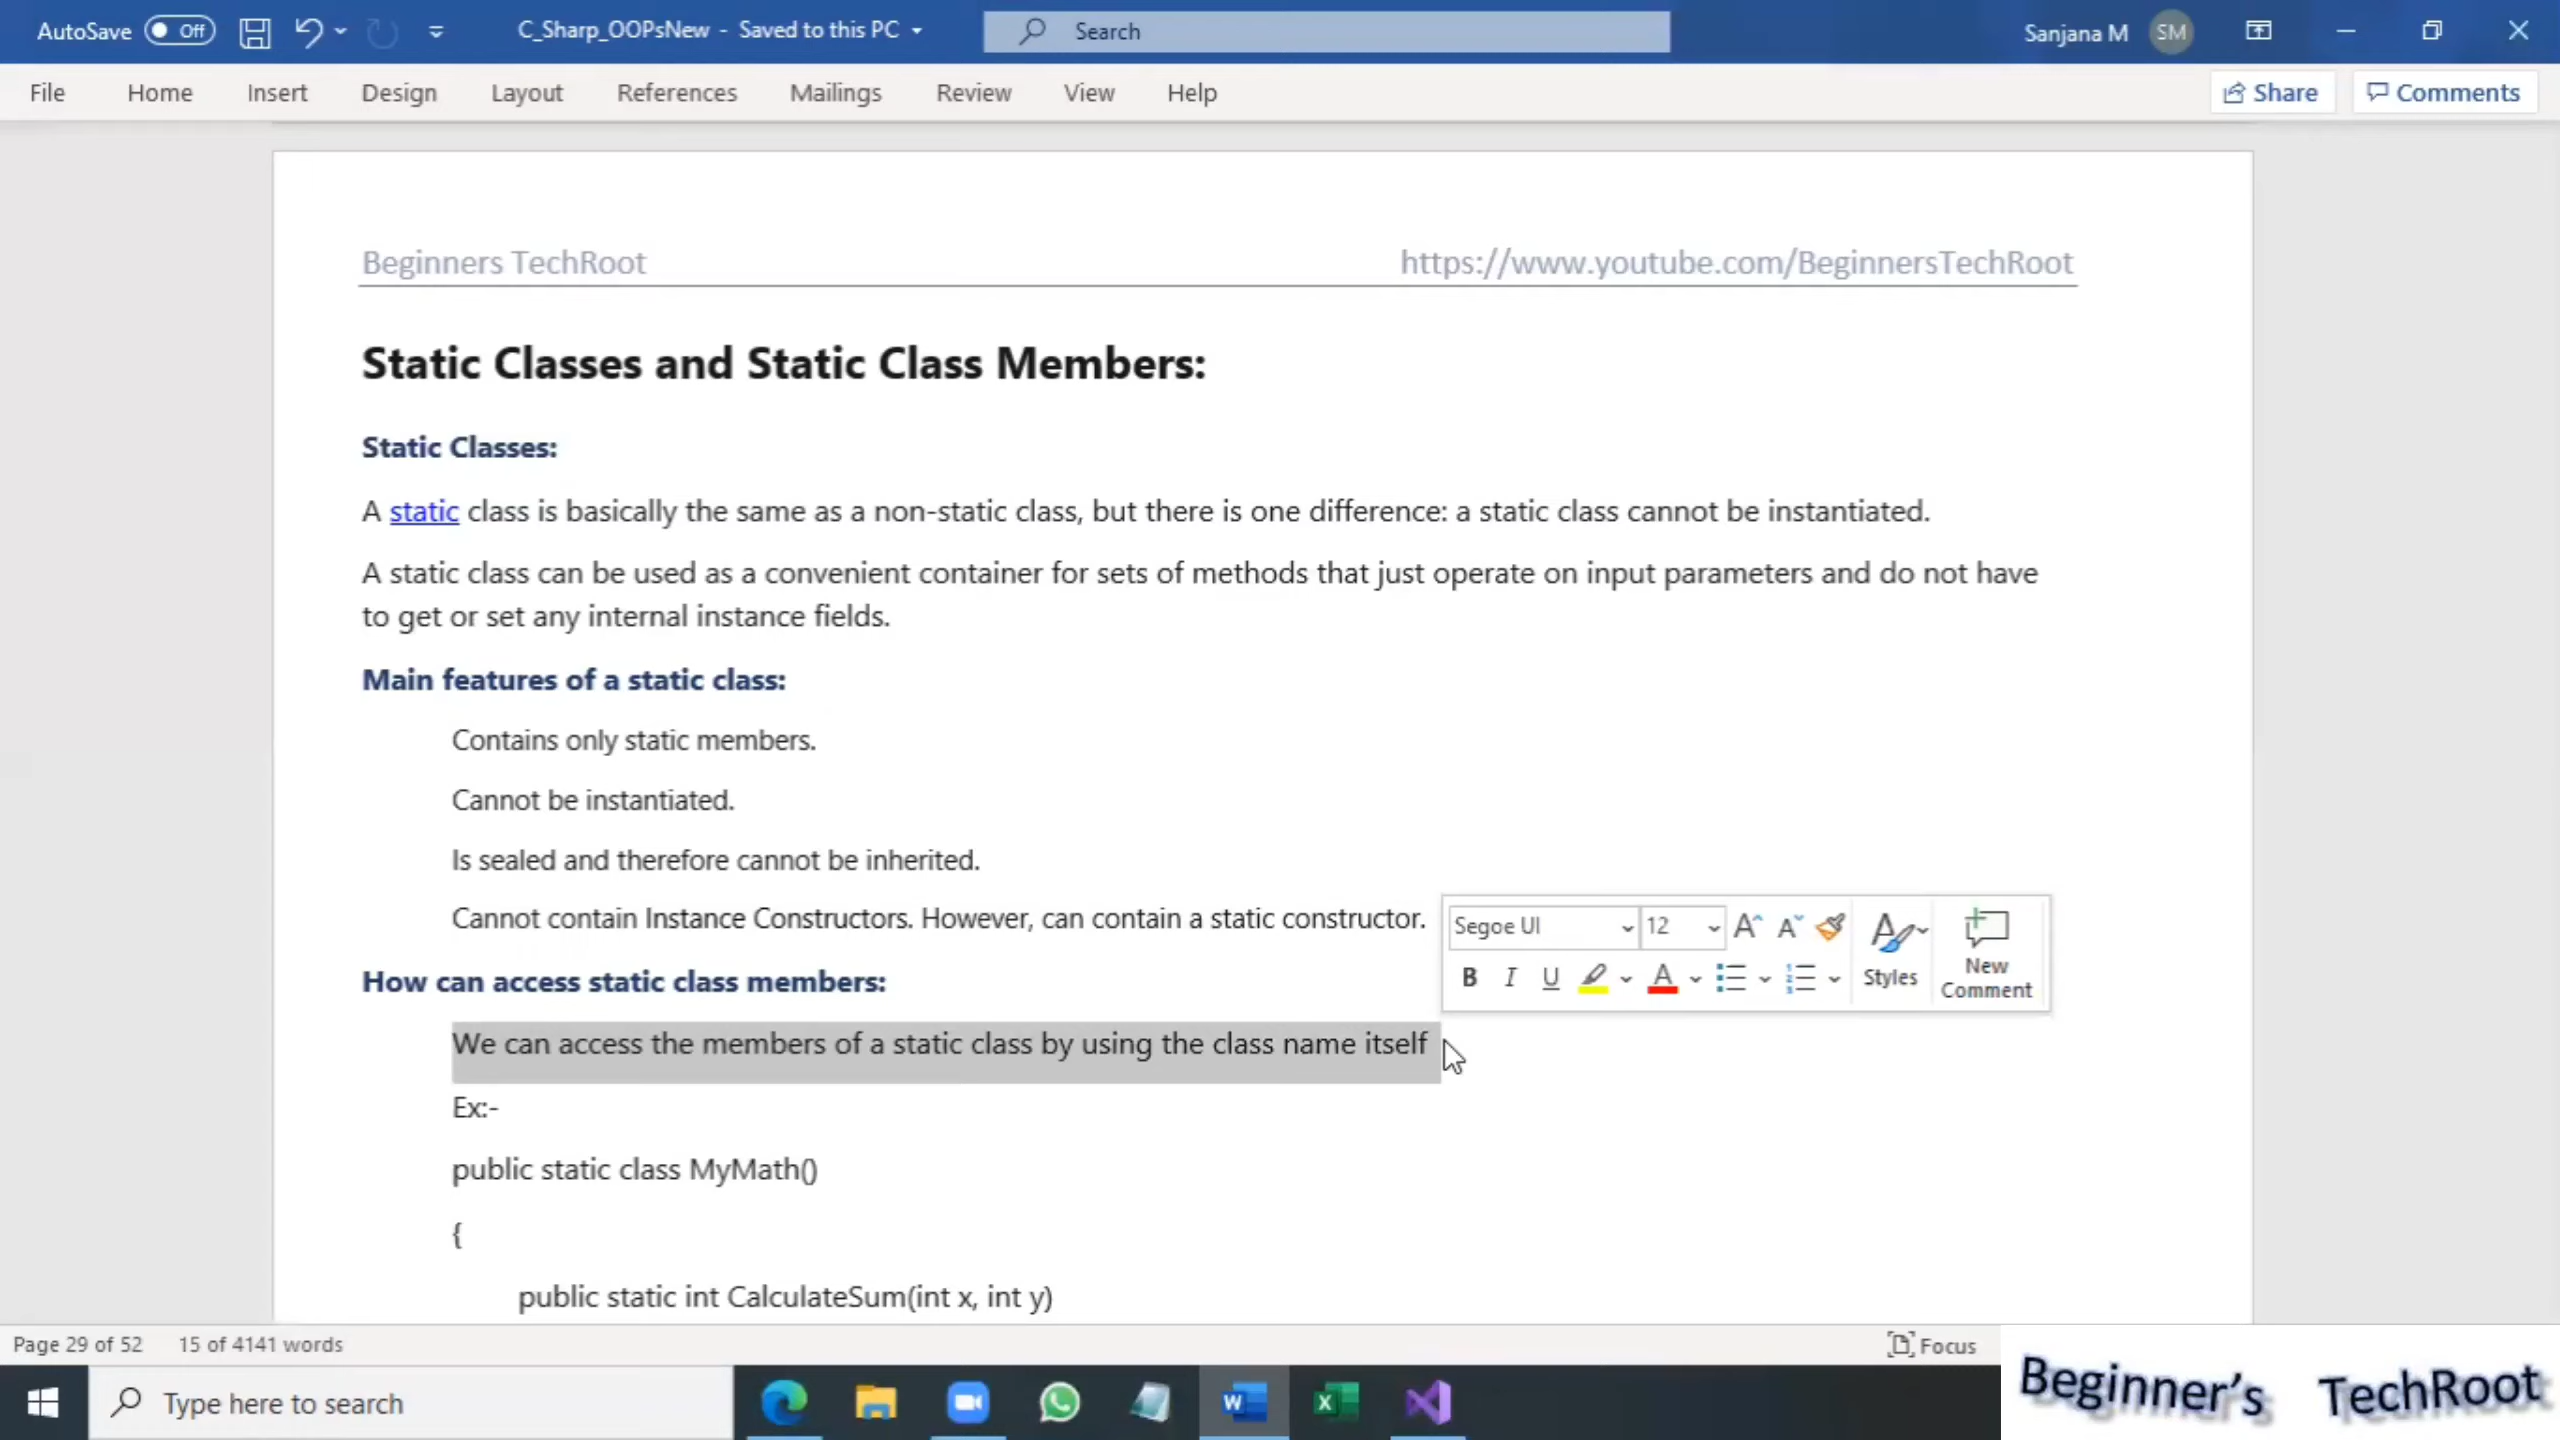 AutoSave Off C_Sharp_OOPsNew - Saved to this PC Search Sanjana M SM
File Home Insert Design Layout References Mailings Review View Help Share Comments
Beginners TechRoot https://www.youtube.com/BeginnersTechRoot
Static Classes and Static Class Members:
Static Classes:
A static class is basically the same as a non-static class, but there is one difference: a static class cannot be instantiated.
A static class can be used as a convenient container for sets of methods that just operate on input parameters and do not have
to get or set any internal instance fields.
Main features of a static class:
Contains only static members.
Cannot be instantiated.
Is sealed and therefore cannot be inherited.
Cannot contain Instance Constructors. However, can contain a static constructor.
Segoe UI 12
B I U A Styles New
Comment
How can access static class members:
We can access the members of a static class by using the class name itself
Ex:-
public static class MyMath()
{
public static int CalculateSum(int x, int y)
Page 29 of 52 15 of 4141 words Focus
Type here to search
Beginner's TechRoot